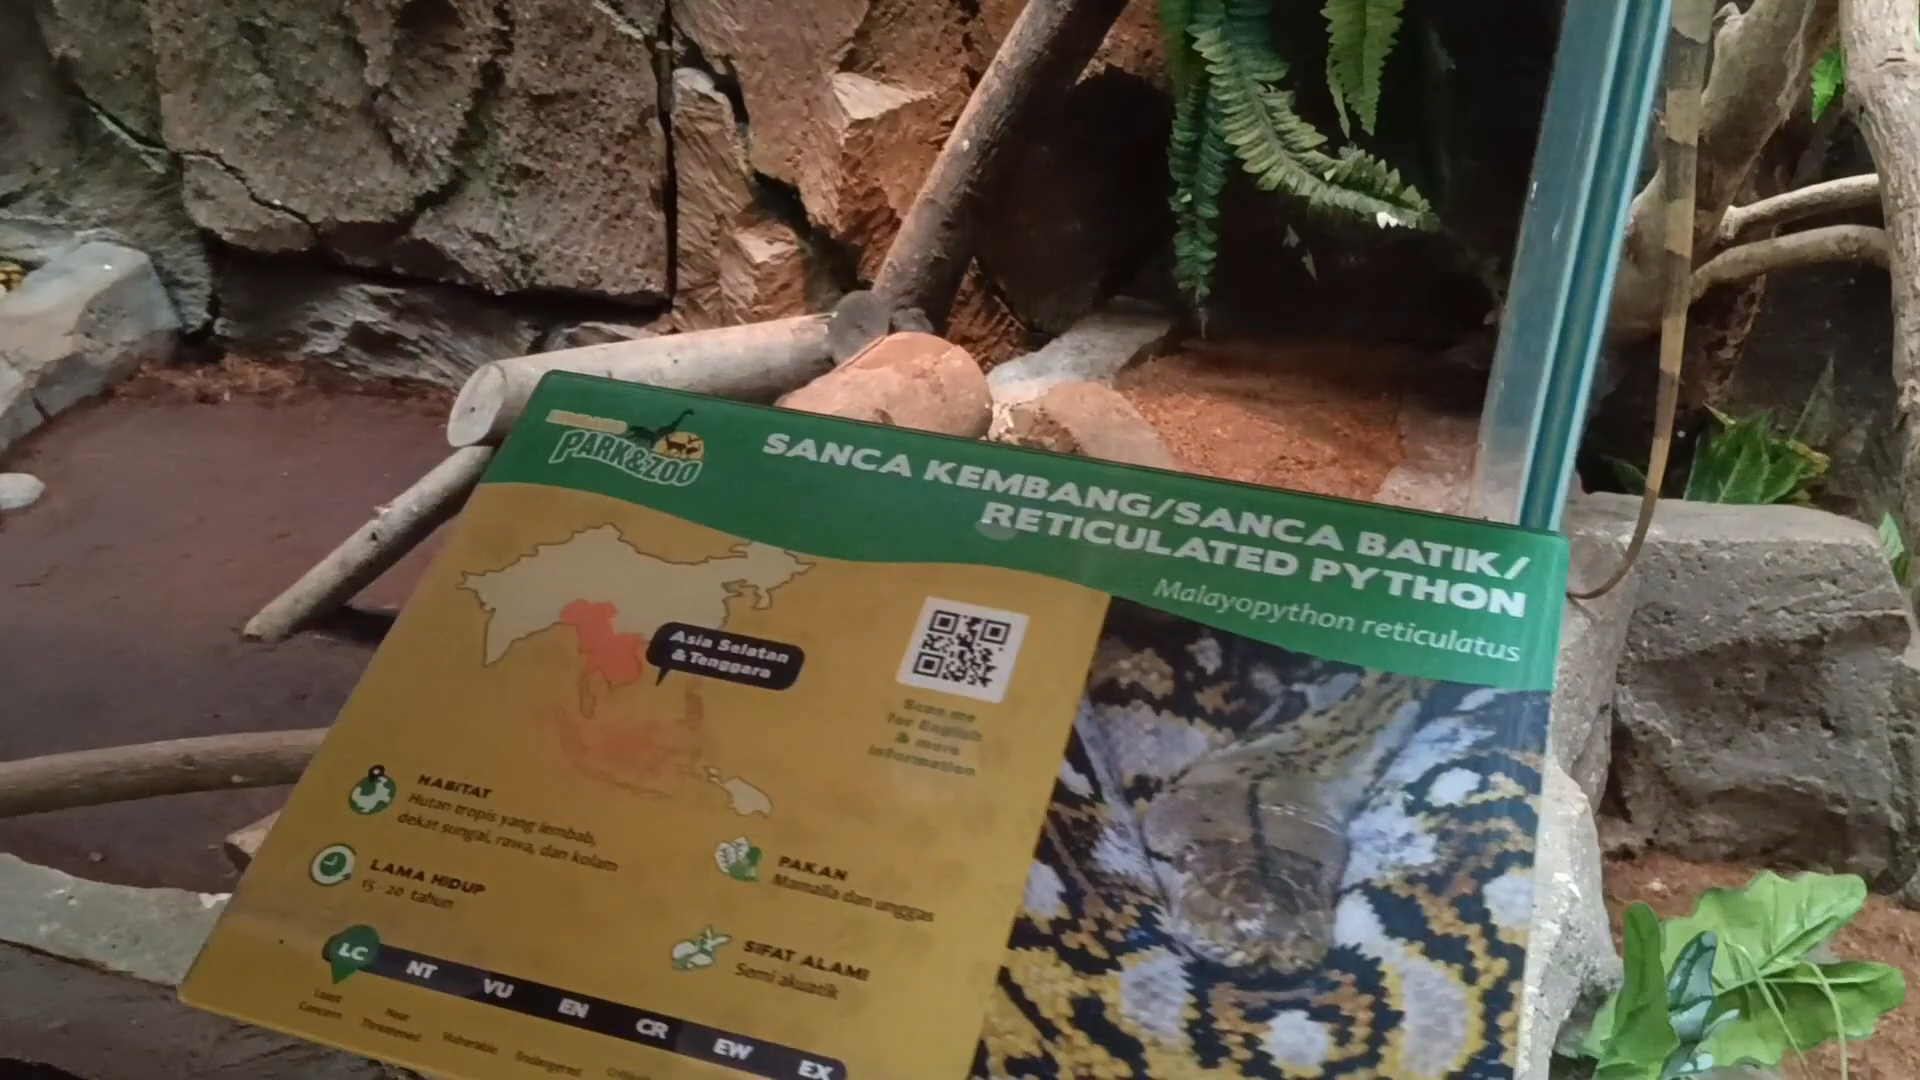 PARK&ZOO
SANCA KEMBANG/SANCA BATIK/
RETICULATED PYTHON
Malayopython reticulatus
Asia Selatan
& Tenggara
Scan me
for English
& more
information
HABITAT
Hutan tropis yang lembab,
dekat sungai, rawa, dan kolam
LAMA HIDUP
15 - 20 tahun
PAKAN
Mamalia dan unggas
SIFAT ALAMI
Semi akuatik
LC NT VU EN CR EW EX
Least
Concern
Near
Threatened
Vulnerable
Endangered